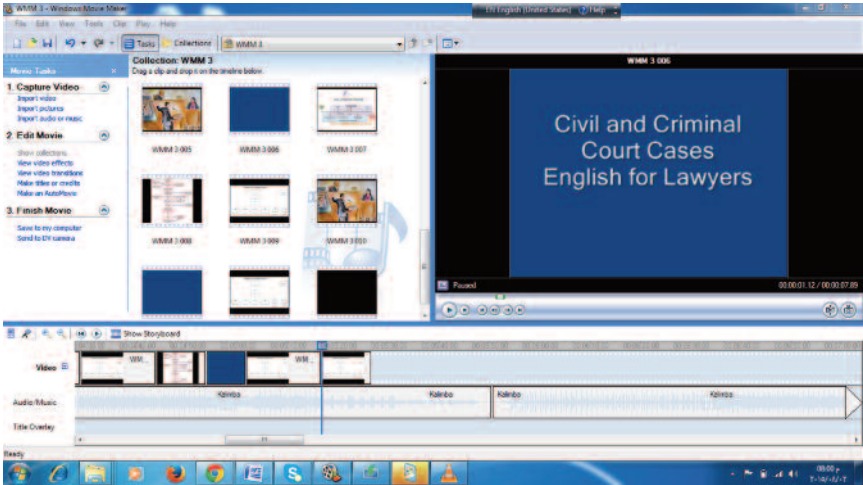 WMM 3 - Windows Movie Maker
EN English (United States) Help
File Edit View Tools Clip Play Help
Tasks Collections WMM 3
Movie Tasks
1. Capture Video
Import video
Import pictures
Import audio or music
2. Edit Movie
Show collections
View video effects
View video transitions
Make titles or credits
Make an AutoMovie
3. Finish Movie
Save to my computer
Send to DV camera
Collection: WMM 3
Drag a clip and drop it on the timeline below.
WMM 3 005
WMM 3 006
WMM 3 007
WMM 3 008
WMM 3 009
WMM 3 010
WMM 3 006
Civil and Criminal
Court Cases
English for Lawyers
Paused
00:00:01.12 / 00:00:07.89
Show Storyboard
Video
WM...
WM...
Audio/Music
Kalimba
Kalimba
Kalimba
Kalimba
Title Overlay
Ready